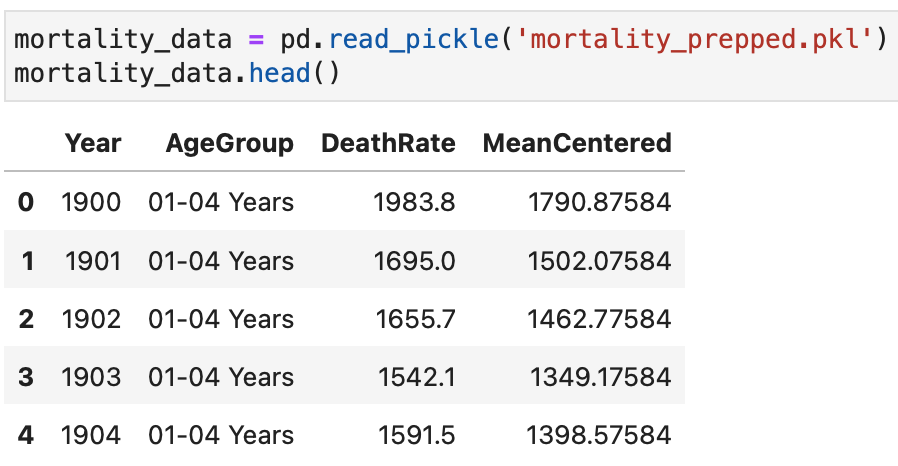 mortality_data = pd.read_pickle('mortality_prepped.pkl')
mortality_data.head()
Year AgeGroup DeathRate MeanCentered
0 1900 01-04 Years 1983.8 1790.87584
1 1901 01-04 Years 1695.0 1502.07584
2 1902 01-04 Years 1655.7 1462.77584
3 1903 01-04 Years 1542.1 1349.17584
4 1904 01-04 Years 1591.5 1398.57584